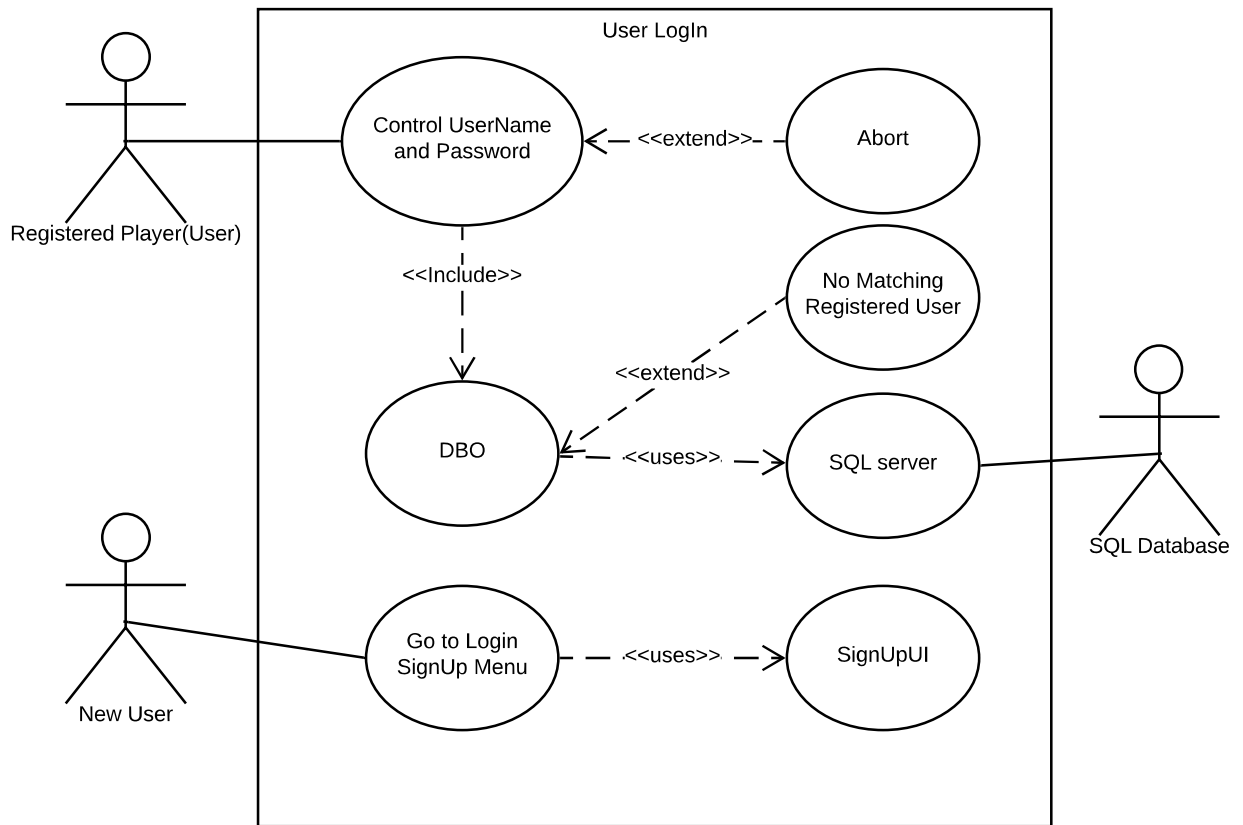 User LogIn
Control UserName
and Password
<<extend>>
Abort
Registered Player(User)
<<Include>>
No Matching
Registered User
<<extend>>
DBO
<<uses>>
SQL server
SQL Database
Go to Login
SignUp Menu
<<uses>>
SignUpUI
New User